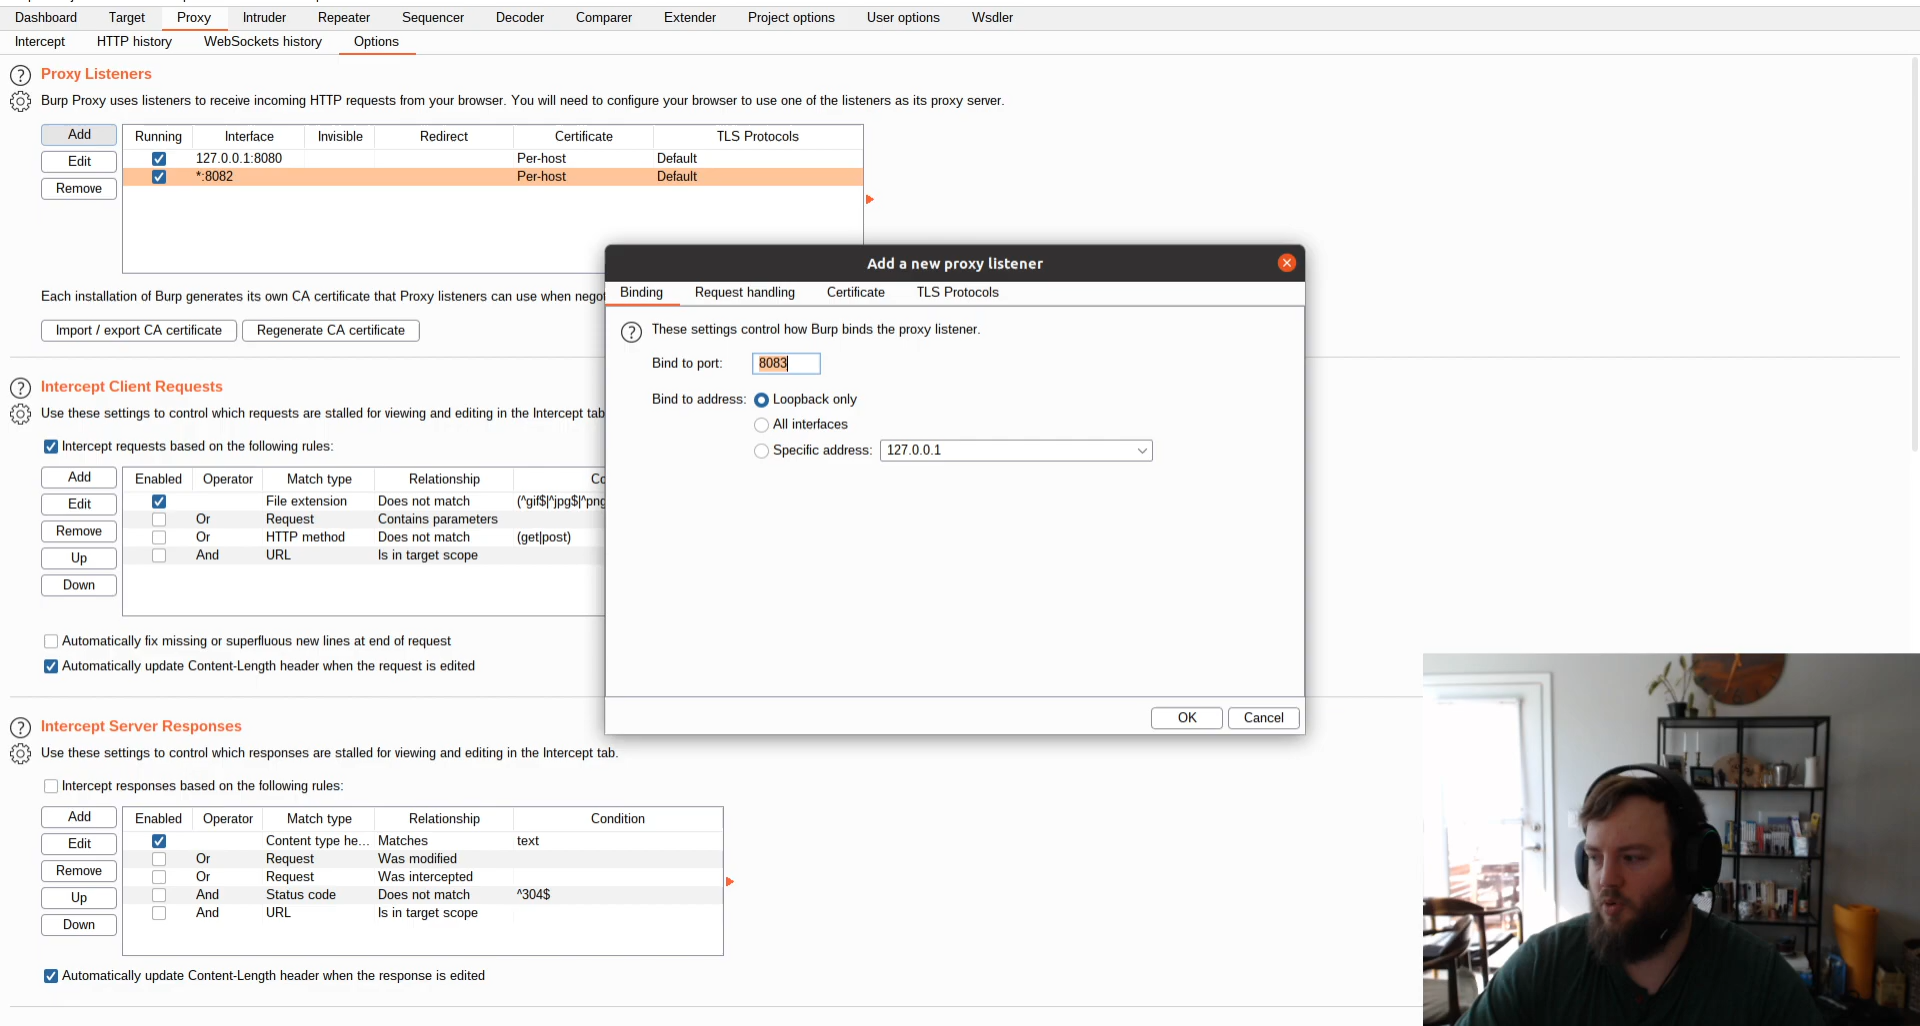 Dashboard Target Proxy Intruder Repeater Sequencer Decoder Comparer Extender Project options User options Wsdler
Intercept HTTP history WebSockets history Options
? Proxy Listeners
Burp Proxy uses listeners to receive incoming HTTP requests from your browser. You will need to configure your browser to use one of the listeners as its proxy server.
Add
Edit
Remove
Running Interface Invisible Redirect Certificate TLS Protocols
127.0.0.1:8080 Per-host Default
*:8082 Per-host Default
Each installation of Burp generates its own CA certificate that Proxy listeners can use when negot
Import / export CA certificate Regenerate CA certificate
Add a new proxy listener
Binding Request handling Certificate TLS Protocols
? These settings control how Burp binds the proxy listener.
Bind to port: 8083
Bind to address: Loopback only
All interfaces
Specific address: 127.0.0.1
OK Cancel
? Intercept Client Requests
Use these settings to control which requests are stalled for viewing and editing in the Intercept tab
Intercept requests based on the following rules:
Add
Edit
Remove
Up
Down
Enabled Operator Match type Relationship Co
File extension Does not match (^gif$|^jpg$|^png
Or Request Contains parameters
Or HTTP method Does not match (get|post)
And URL Is in target scope
Automatically fix missing or superfluous new lines at end of request
Automatically update Content-Length header when the request is edited
? Intercept Server Responses
Use these settings to control which responses are stalled for viewing and editing in the Intercept tab.
Intercept responses based on the following rules:
Add
Edit
Remove
Up
Down
Enabled Operator Match type Relationship Condition
Content type he... Matches text
Or Request Was modified
Or Request Was intercepted
And Status code Does not match ^304$
And URL Is in target scope
Automatically update Content-Length header when the response is edited